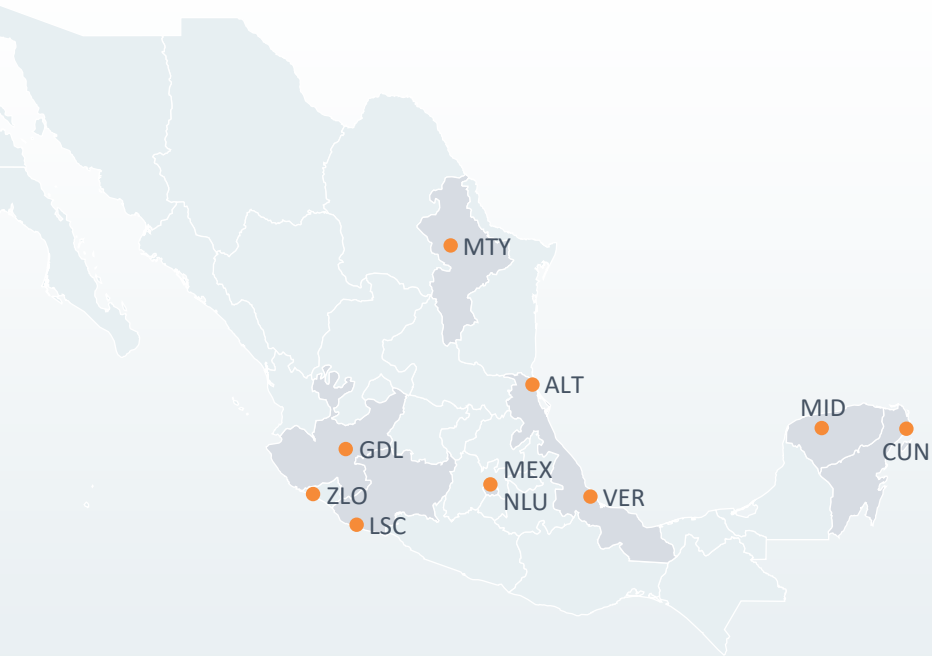 MTY
ALT
MID
CUN
GDL
MEX
NLU
ZLO
VER
LSC